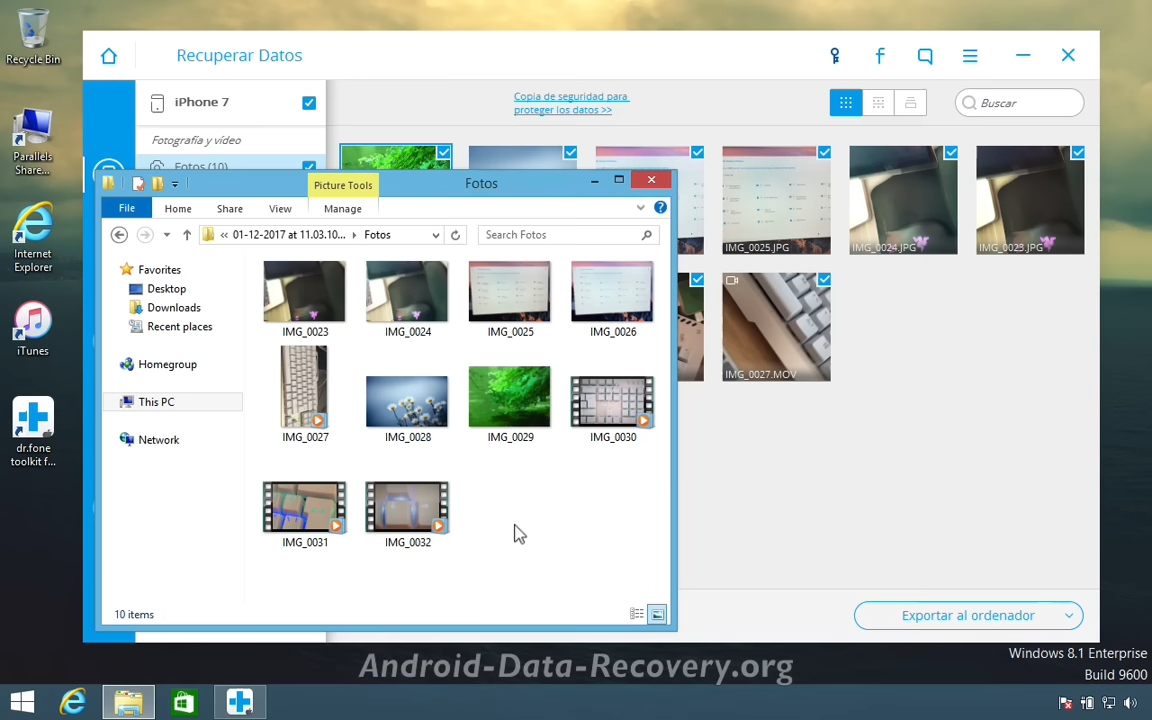 Recycle Bin
Parallels
Share...
Internet
Explorer
iTunes
dr.fone
toolkit f...
Recuperar Datos
iPhone 7
Fotografía y vídeo
Fotos (10)
Copia de seguridad para
proteger los datos >>
Buscar
IMG_0025.JPG
IMG_0024.JPG
IMG_0023.JPG
IMG_0027.MOV
Exportar al ordenador
Picture Tools
Fotos
File
Home
Share
View
Manage
« 01-12-2017 at 11.03.10...
Fotos
Search Fotos
Favorites
Desktop
Downloads
Recent places
Homegroup
This PC
Network
IMG_0023
IMG_0024
IMG_0025
IMG_0026
IMG_0027
IMG_0028
IMG_0029
IMG_0030
IMG_0031
IMG_0032
10 items
Android-Data-Recovery.org
Windows 8.1 Enterprise
Build 9600